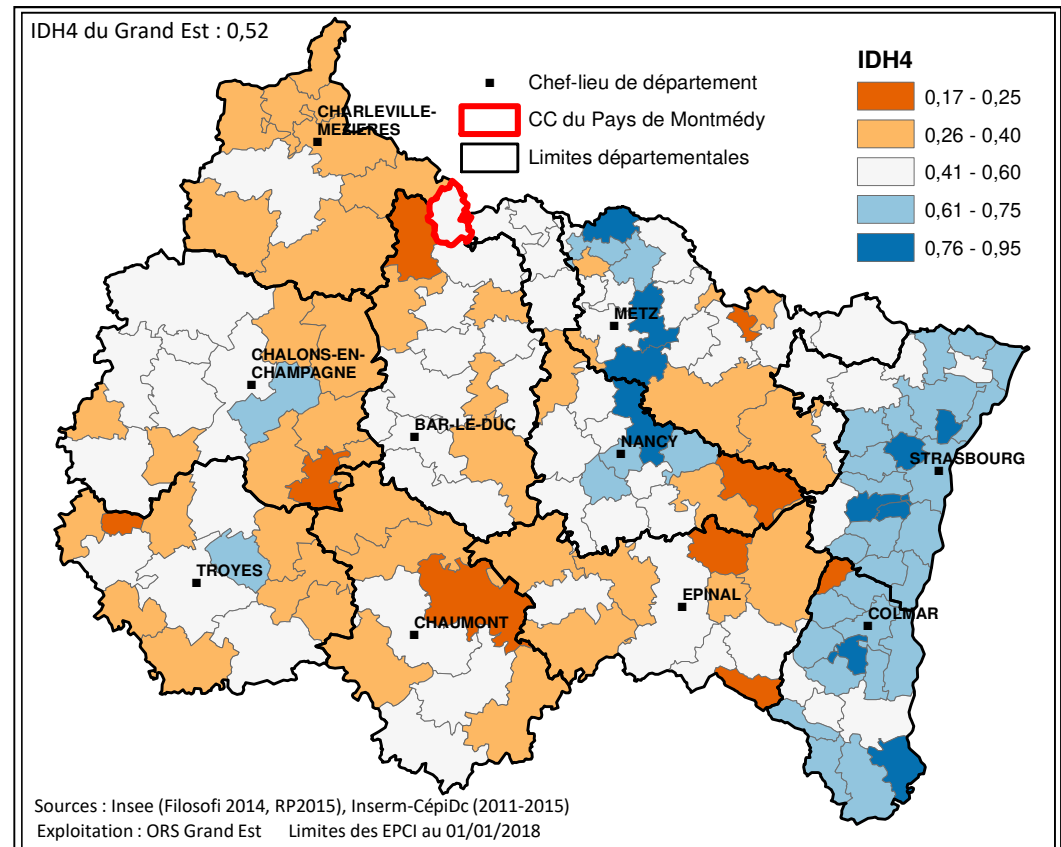 IDH4 du Grand Est : 0,52
IDH4
Chef-lieu de département
CC du Pays de Montmédy
Limites départementales
0,17 - 0,25
0,26 - 0,40
0,41 - 0,60
0,61 - 0,75
0,76 - 0,95
CHARLEVILLE-
MEZIERES
METZ
CHALONS-EN-
CHAMPAGNE
BAR-LE-DUC
NANCY
STRASBOURG
TROYES
EPINAL
CHAUMONT
COLMAR
Sources : Insee (Filosofi 2014, RP2015), Inserm-CépiDc (2011-2015)
Exploitation : ORS Grand Est Limites des EPCI au 01/01/2018